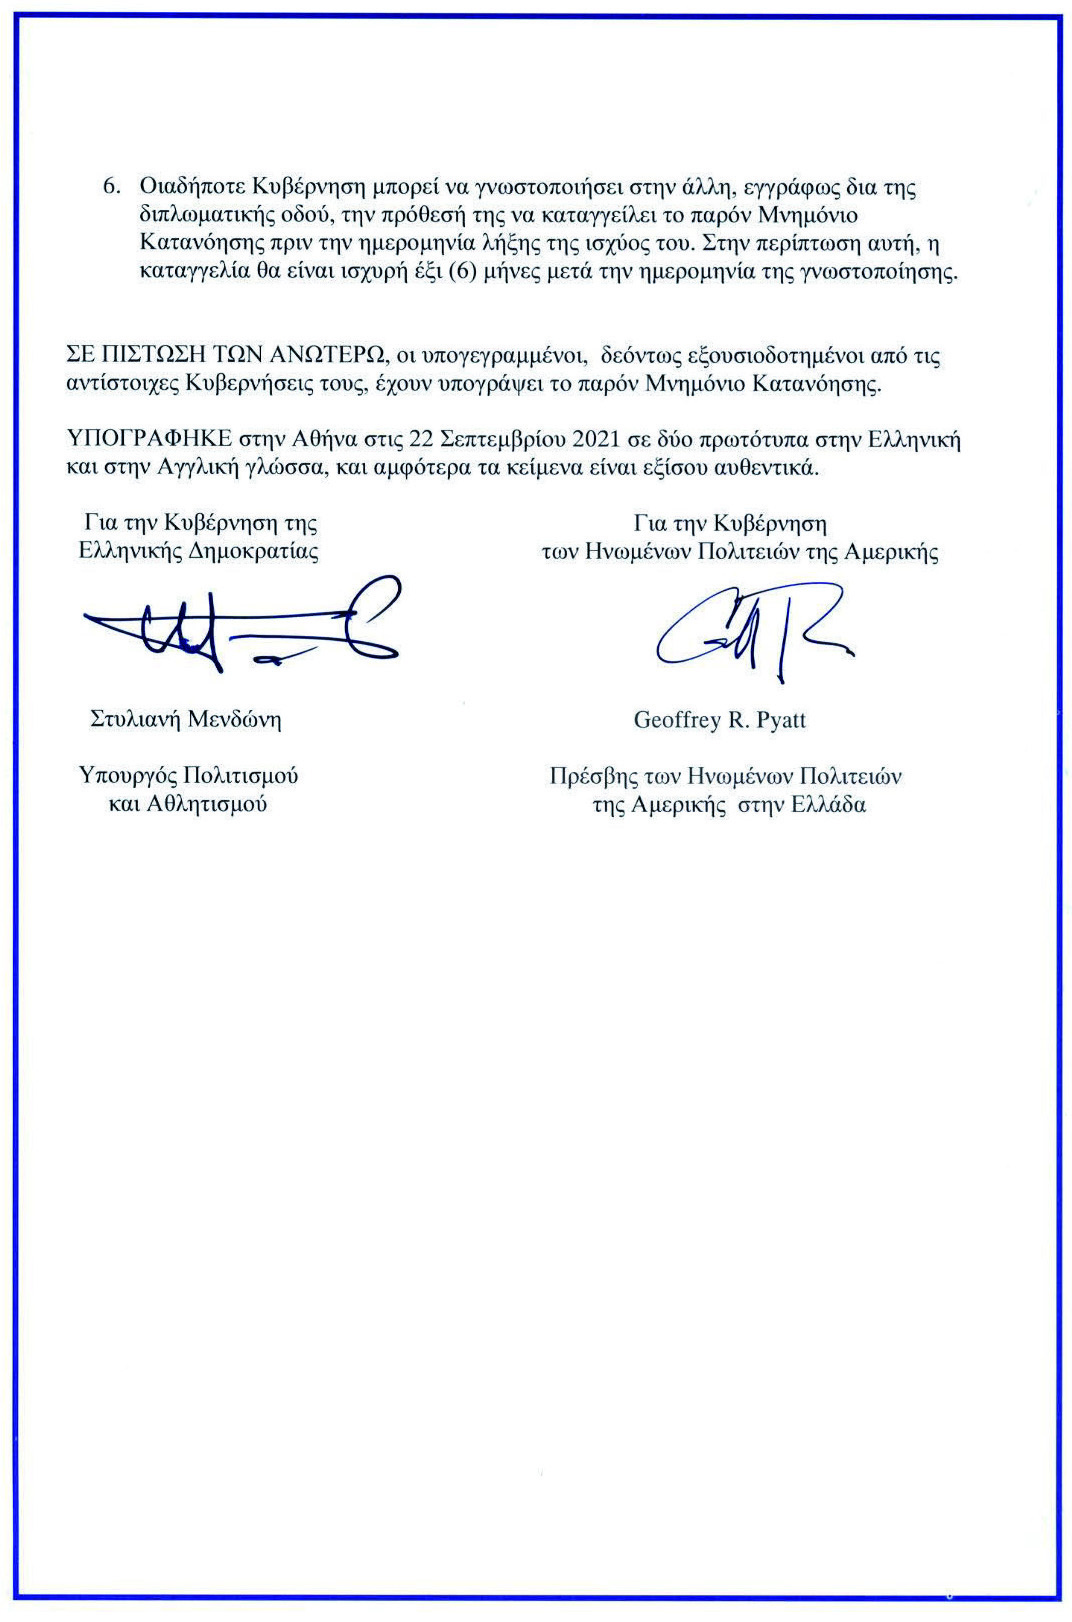 6. Οιαδήποτε Κυβέρνηση μπορεί να γνωστοποιήσει στην άλλη, εγγράφως δια της
διπλωματικής οδού, την πρόθεσή της να καταγγείλει το παρόν Μνημόνιο
Κατανόησης πριν την ημερομηνία λήξης της ισχύος του. Στην περίπτωση αυτή, η
καταγγελία θα είναι ισχυρή έξι (6) μήνες μετά την ημερομηνία της γνωστοποίησης.
ΣΕ ΠΙΣΤΩΣΗ ΤΩΝ ΑΝΩΤΕΡΩ, οι υπογεγραμμένοι, δεόντως εξουσιοδοτημένοι από τις
αντίστοιχες Κυβερνήσεις τους, έχουν υπογράψει το παρόν Μνημόνιο Κατανόησης.
ΥΠΟΓΡΑΦΗΚΕ στην Αθήνα στις 22 Σεπτεμβρίου 2021 σε δύο πρωτότυπα στην Ελληνική
και στην Αγγλική γλώσσα, και αμφότερα τα κείμενα είναι εξίσου αυθεντικά.
Για την Κυβέρνηση της
Ελληνικής Δημοκρατίας
Στυλιανή Μενδώνη
Υπουργός Πολιτισμού
και Αθλητισμού
Για την Κυβέρνηση
των Ηνωμένων Πολιτειών της Αμερικής
Geoffrey R. Pyatt
Πρέσβης των Ηνωμένων Πολιτειών
της Αμερικής στην Ελλάδα